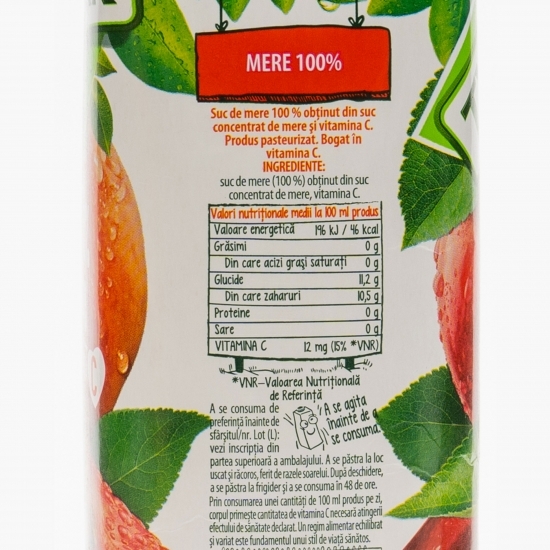 MERE 100%
Suc de mere 100 % obținut din suc
concentrat de mere și vitamina C.
Produs pasteurizat. Bogat în
vitamina C.
INGREDIENTE:
suc de mere (100 %) obținut din suc
concentrat de mere, vitamina C.
Valori nutriționale medii la 100 ml produs
Valoare energetică 196 kJ / 46 kcal
Grăsimi 0 g
Din care acizi grași saturați 0 g
Glucide 11,2 g
Din care zaharuri 10,5 g
Proteine 0 g
Sare 0 g
VITAMINA C 12 mg (15% *VNR)
*VNR-Valoarea Nutrițională
de Referință
A se agita
înainte de a
se consuma.
A se consuma de
preferință înainte de
sfârșitul/nr. Lot (L):
vezi inscripția din
partea superioară a ambalajului. A se păstra la loc
uscat și răcoros, ferit de razele soarelui. După deschidere,
a se păstra la frigider și a se consuma în 48 de ore.
Prin consumarea unei cantități de 100 ml produs pe zi,
corpul primește cantitatea de vitamina C necesară atingerii
efectului de sănătate declarat. Un regim alimentar echilibrat
și variat este fundamentul unui stil de viață sănătos.